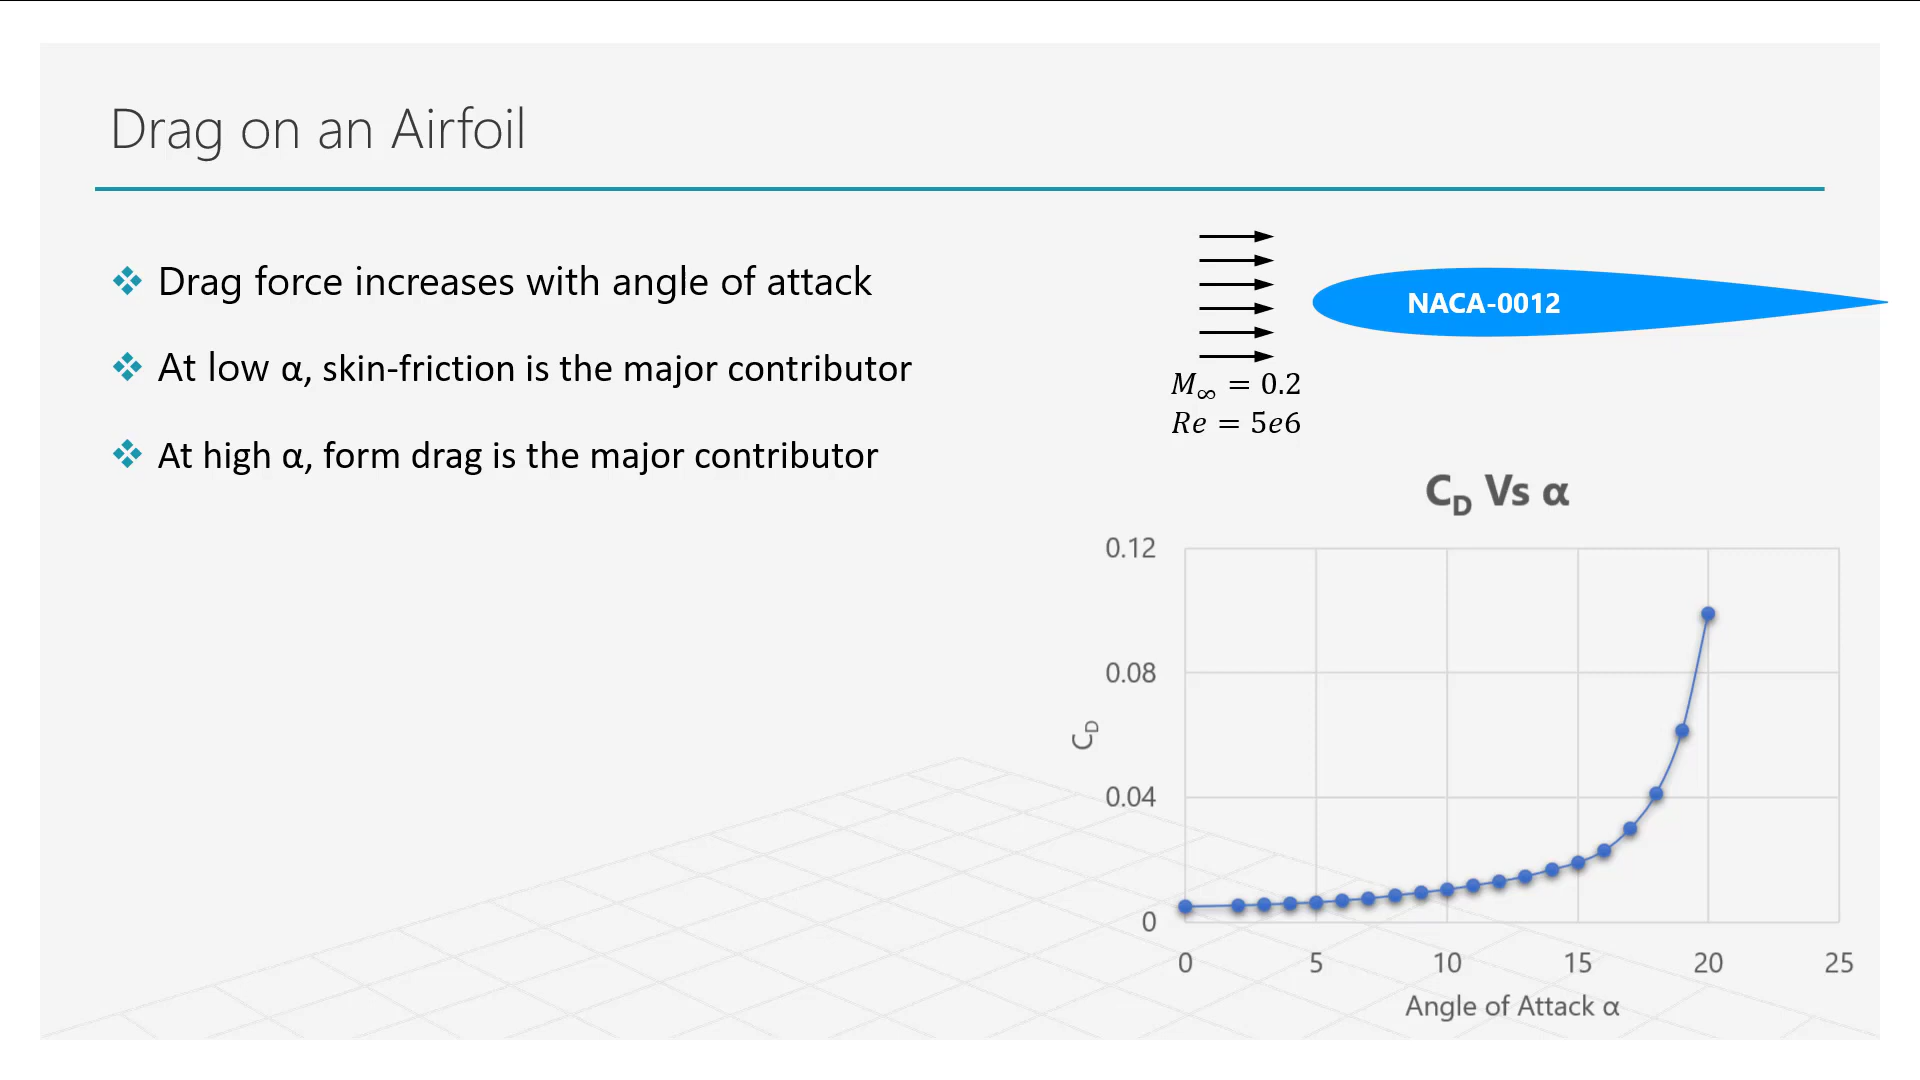 Drag on an Airfoil
❖ Drag force increases with angle of attack
❖ At low α, skin-friction is the major contributor
❖ At high α, form drag is the major contributor
NACA-0012
M∞ = 0.2
Re = 5e6
CD Vs α
0.12
0.08
0.04
0
CD
0 5 10 15 20 25
Angle of Attack α